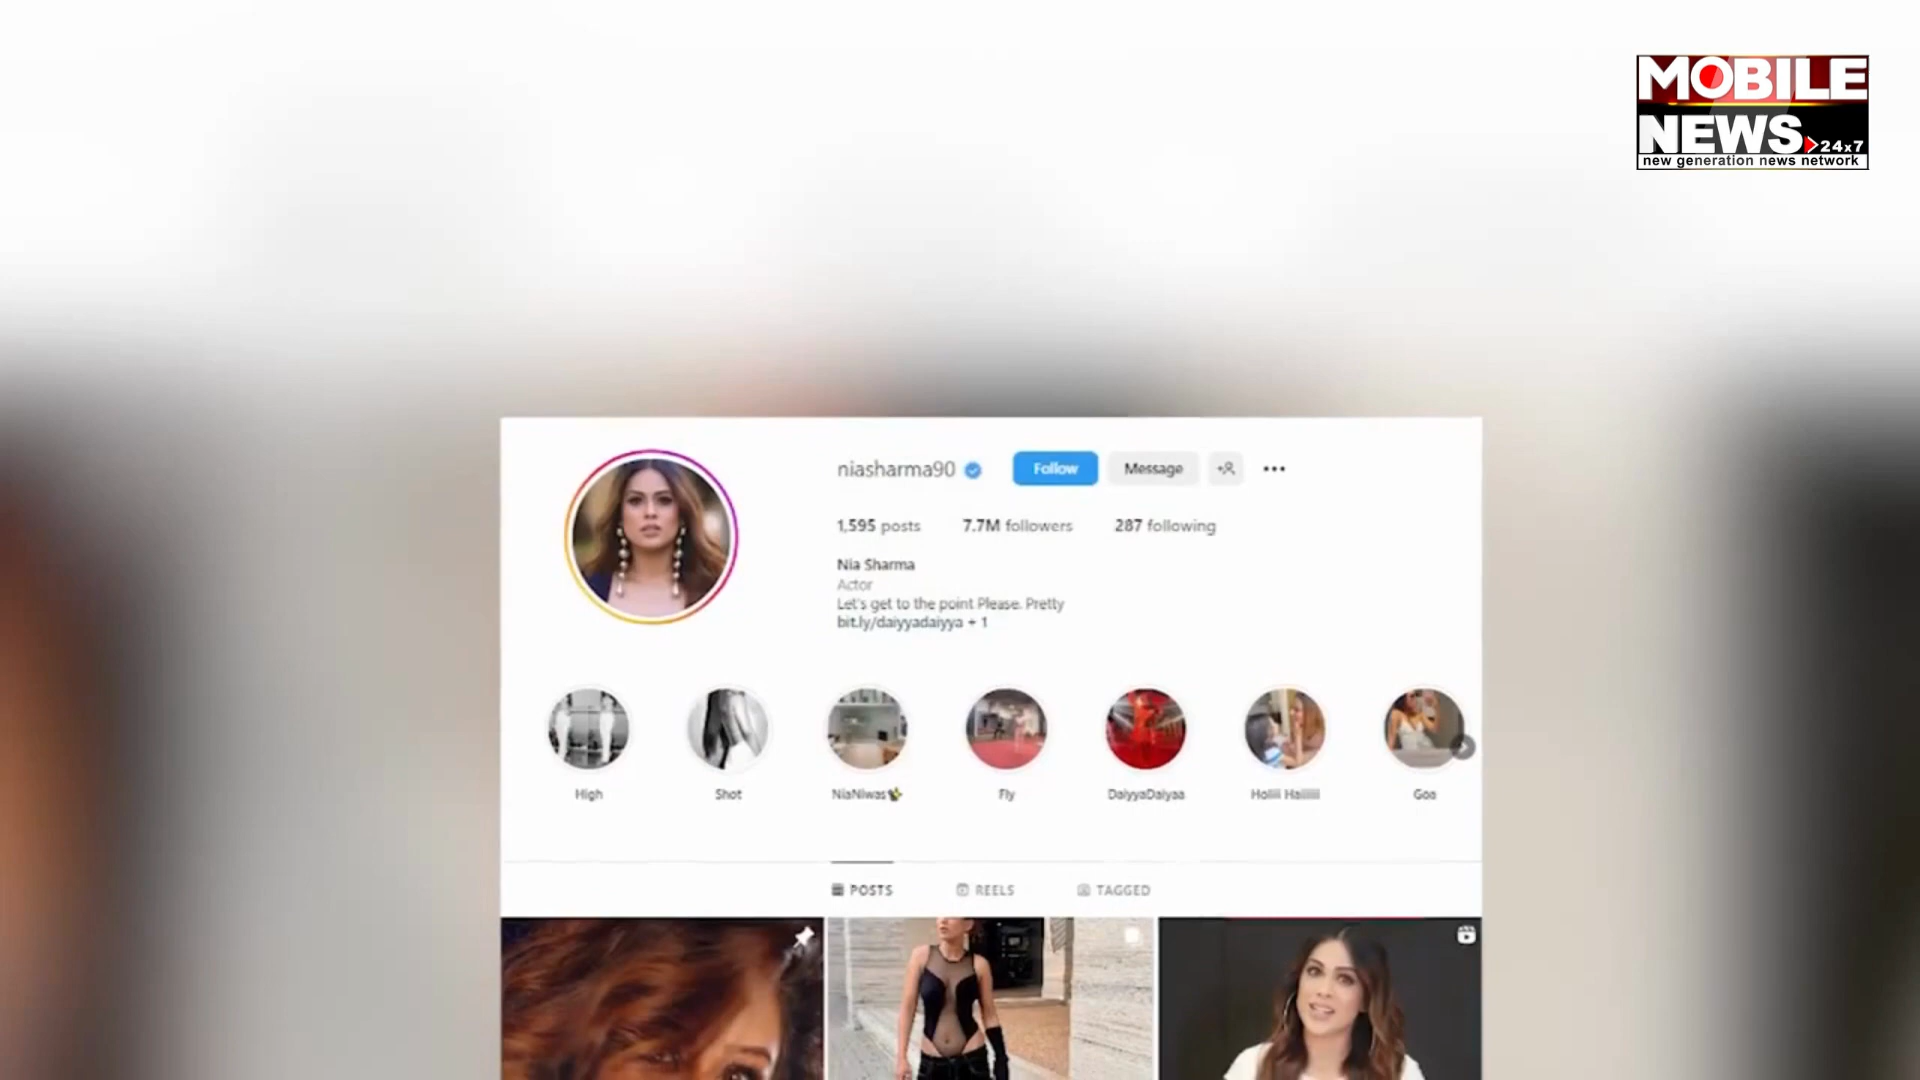 MOBILE
NEWS 24x7
new generation news network
niasharma90 Follow Message
1,595 posts 7.7M followers 287 following
Nia Sharma
Actor
Let's get to the point Please. Pretty
bit.ly/daiyyadaiyya + 1
High Shot NiaNiwas🌿 Fly DaiyyaDaiyaa Goa
POSTS REELS TAGGED